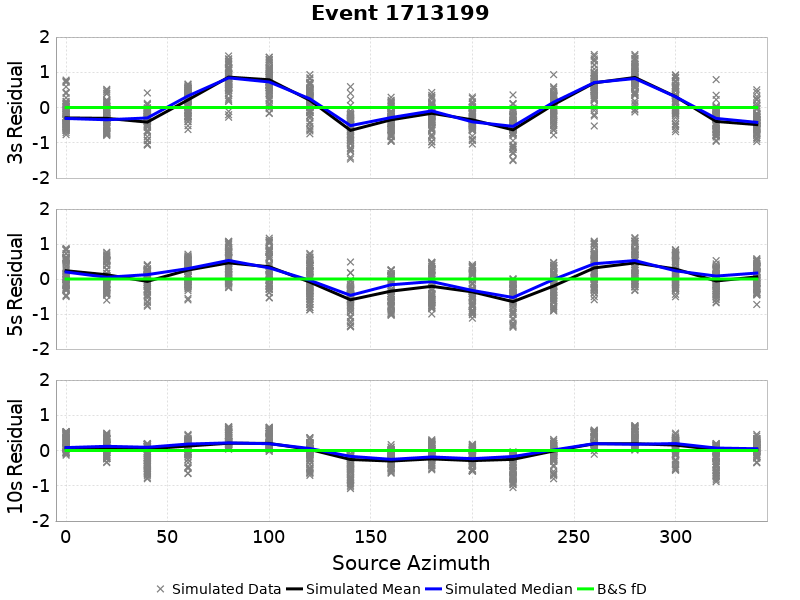 Event 1713199
3s Residual
2
1
0
-1
-2
5s Residual
2
1
0
-1
-2
10s Residual
2
1
0
-1
-2
0 50 100 150 200 250 300
Source Azimuth
Simulated Data Simulated Mean Simulated Median B&S fD